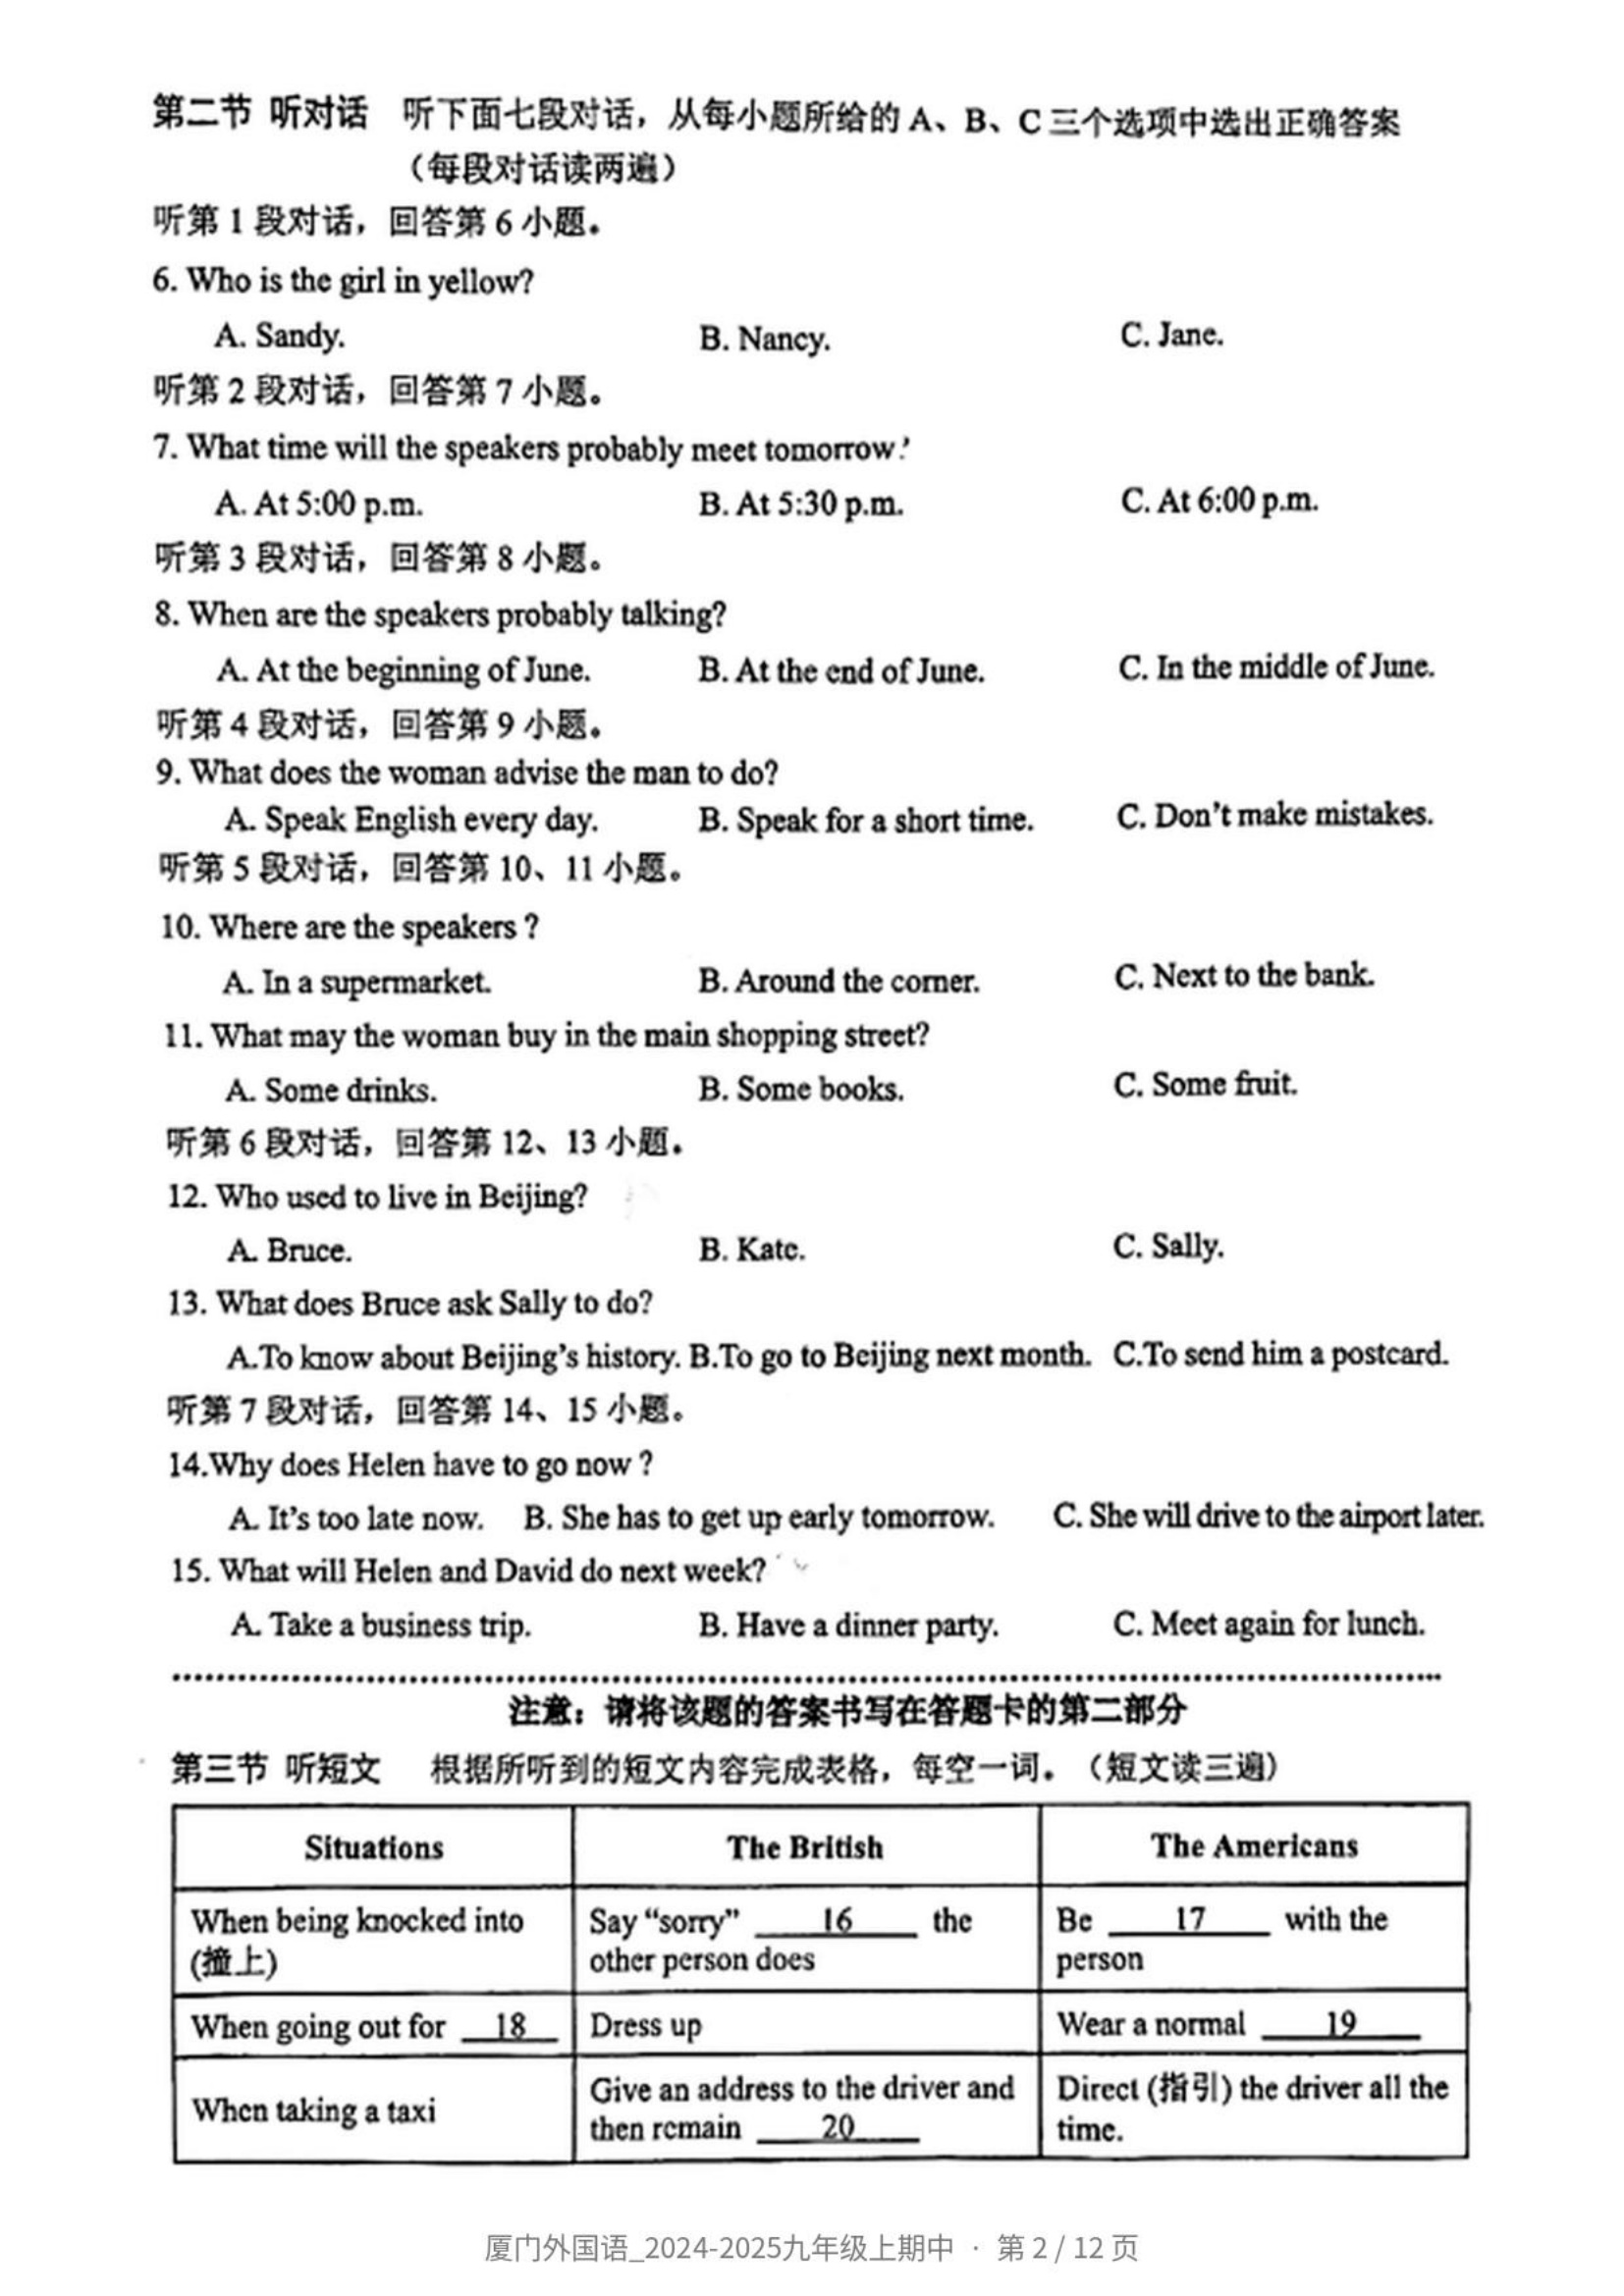 第二节 听对话 听下面七段对话，从每小题所给的 A、B、C 三个选项中选出正确答案
（每段对话读两遍）
听第 1 段对话，回答第 6 小题。
6. Who is the girl in yellow?
A. Sandy. B. Nancy. C. Jane.
听第 2 段对话，回答第 7 小题。
7. What time will the speakers probably meet tomorrow?
A. At 5:00 p.m. B. At 5:30 p.m. C. At 6:00 p.m.
听第 3 段对话，回答第 8 小题。
8. When are the speakers probably talking?
A. At the beginning of June. B. At the end of June. C. In the middle of June.
听第 4 段对话，回答第 9 小题。
9. What does the woman advise the man to do?
A. Speak English every day. B. Speak for a short time. C. Don't make mistakes.
听第 5 段对话，回答第 10、11 小题。
10. Where are the speakers ?
A. In a supermarket. B. Around the corner. C. Next to the bank.
11. What may the woman buy in the main shopping street?
A. Some drinks. B. Some books. C. Some fruit.
听第 6 段对话，回答第 12、13 小题。
12. Who used to live in Beijing?
A. Bruce. B. Kate. C. Sally.
13. What does Bruce ask Sally to do?
A.To know about Beijing's history. B.To go to Beijing next month. C.To send him a postcard.
听第 7 段对话，回答第 14、15 小题。
14.Why does Helen have to go now ?
A. It's too late now. B. She has to get up early tomorrow. C. She will drive to the airport later.
15. What will Helen and David do next week?
A. Take a business trip. B. Have a dinner party. C. Meet again for lunch.
注意：请将该题的答案书写在答题卡的第二部分
第三节 听短文 根据所听到的短文内容完成表格，每空一词。（短文读三遍）
Situations The British The Americans
When being knocked into Say “sorry” 16 the Be 17 with the
(撞上) other person does person
When going out for 18 Dress up Wear a normal 19
When taking a taxi Give an address to the driver and Direct (指引) the driver all the
then remain 20 time.
厦门外国语_2024-2025九年级上期中 · 第 2 / 12 页